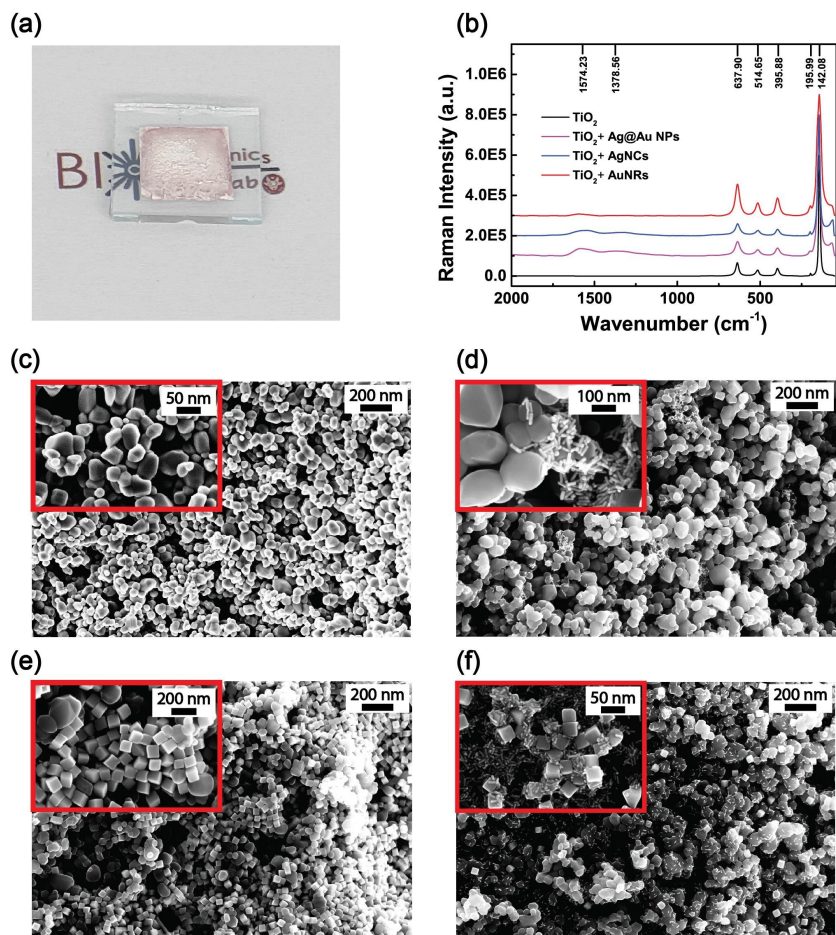 (a)
BI
nics
ab
(b)
1574.23
1378.56
637.90
514.65
395.88
195.99
142.08
1.0E6
8.0E5
6.0E5
4.0E5
2.0E5
0.0
Raman Intensity (a.u.)
TiO₂
TiO₂+ Ag@Au NPs
TiO₂+ AgNCs
TiO₂+ AuNRs
2000
1500
1000
500
Wavenumber (cm⁻¹)
(c)
50 nm
200 nm
(d)
100 nm
200 nm
(e)
200 nm
200 nm
(f)
50 nm
200 nm